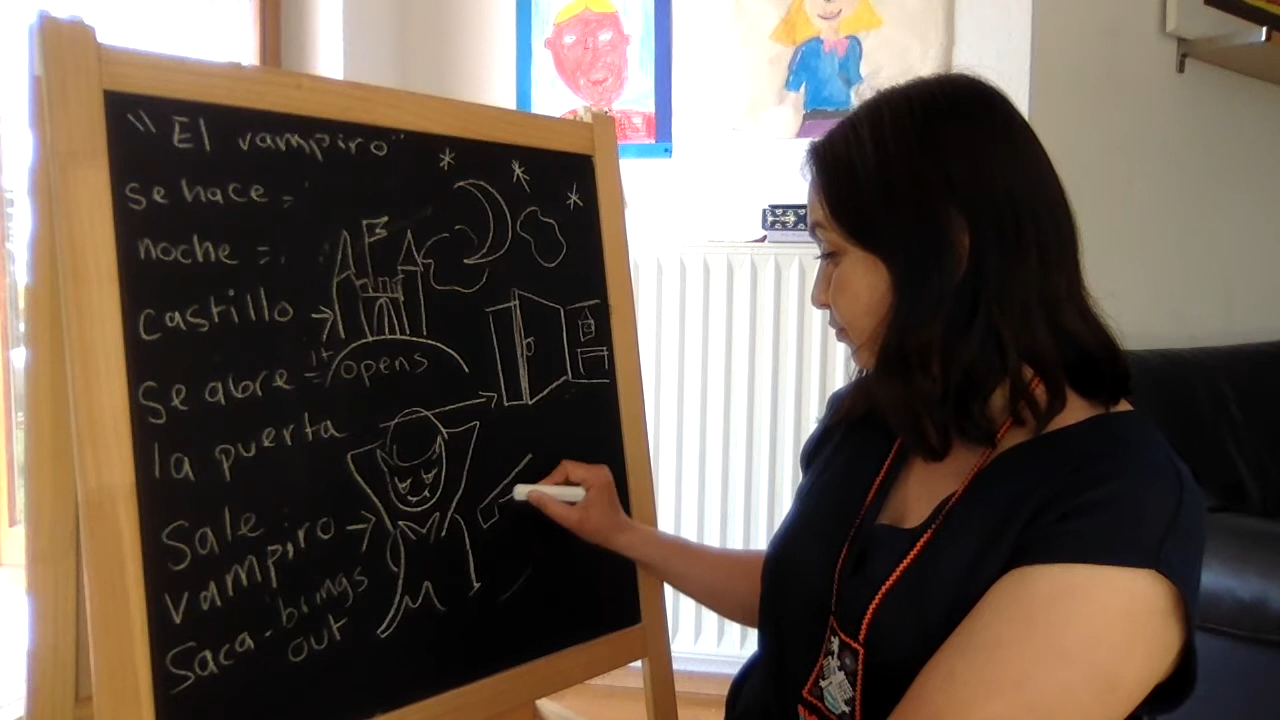 "El vampiro"
se hace =
noche =
castillo →
se abre = it opens
la puerta
Sale
vampiro →
Saca - brings
out